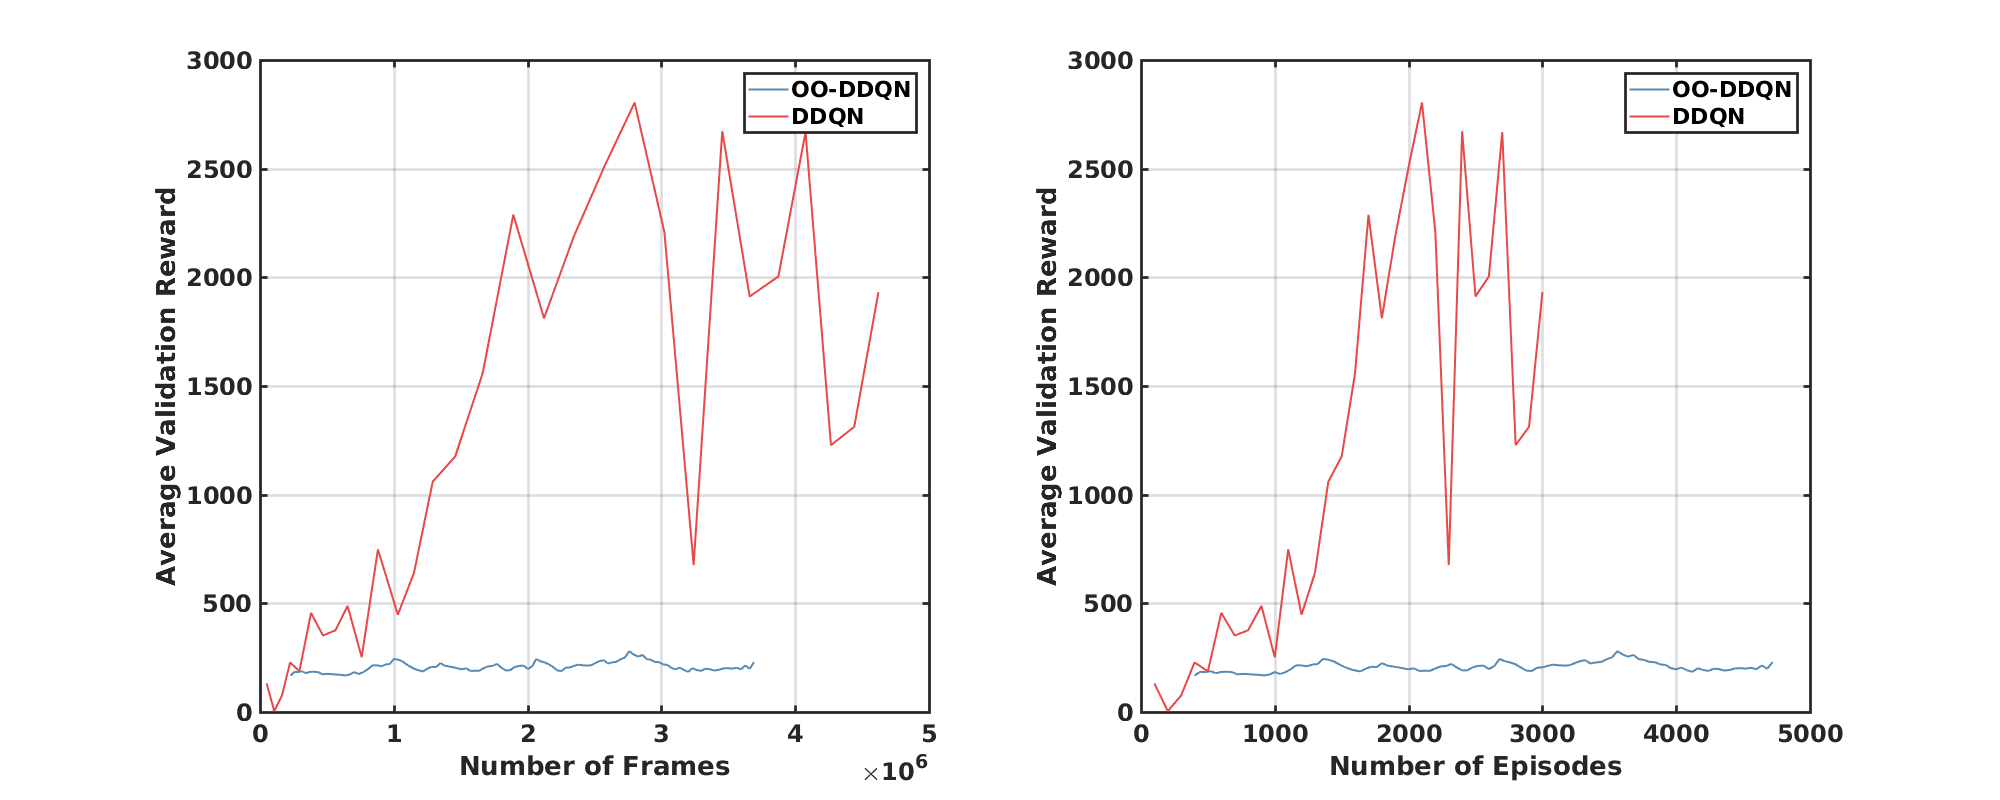 3000
2500
2000
1500
1000
500
0
Average Validation Reward
OO-DDQN
DDQN
0 1 2 3 4 5
Number of Frames
×10^6
3000
2500
2000
1500
1000
500
0
Average Validation Reward
OO-DDQN
DDQN
0 1000 2000 3000 4000 5000
Number of Episodes